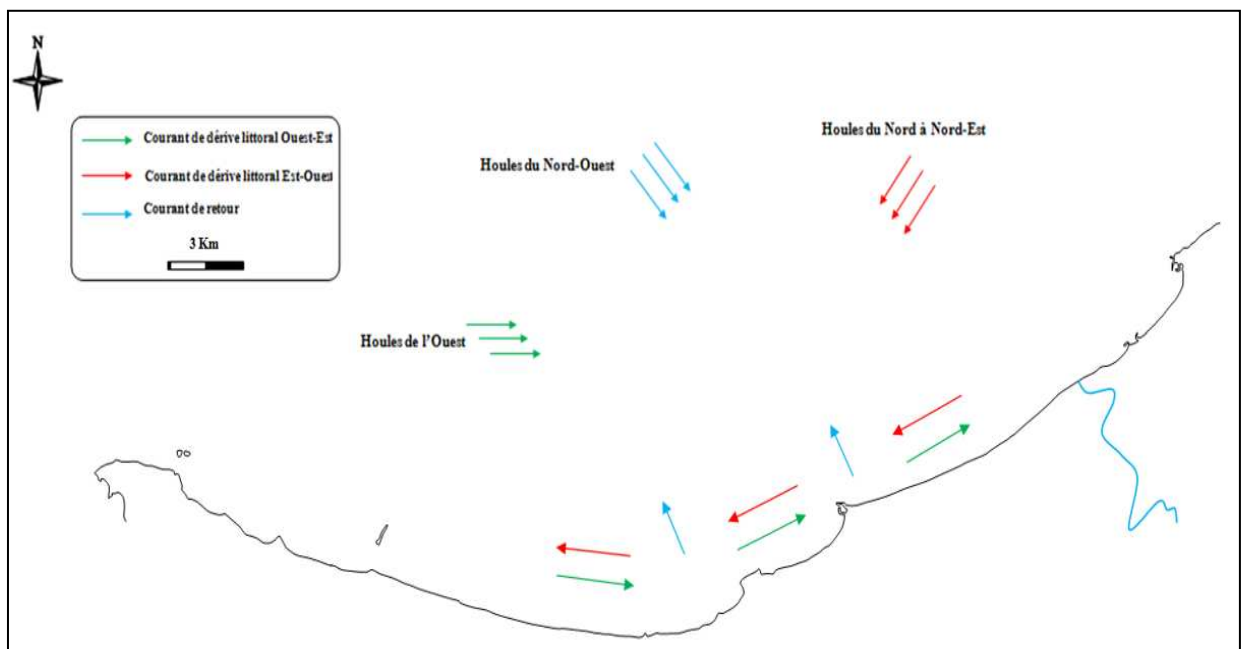 N
Courant de dérive littoral Ouest-Est
Courant de dérive littoral Est-Ouest
Courant de retour
3 Km
Houles du Nord-Ouest
Houles du Nord à Nord-Est
Houles de l'Ouest